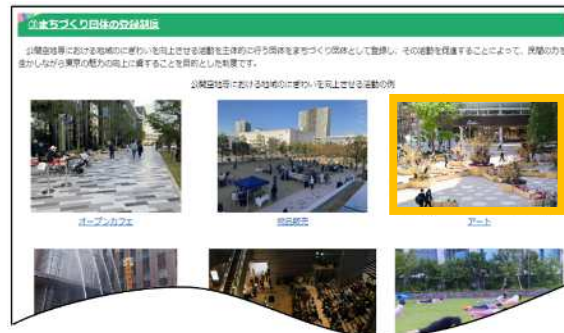 ①まちづくり団体の登録制度
公開空地等における地域のにぎわいを向上させる活動を主体的に行う団体をまちづくり団体として登録し、その活動を促進することによって、民間の力を
生かしながら東京の魅力の向上に資することを目的とした制度です。
公開空地等における地域のにぎわいを向上させる活動の例
オープンカフェ
物品販売
アート